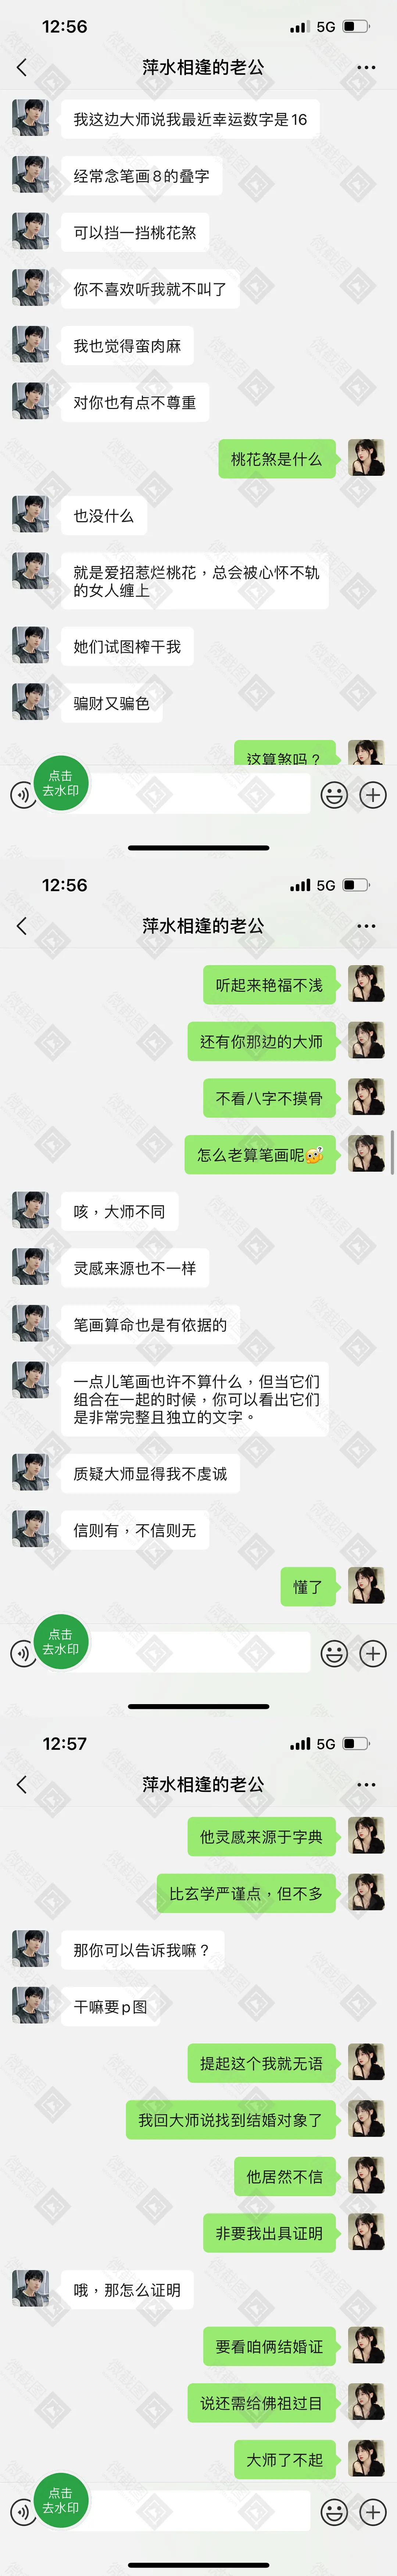 12:56
5G
萍水相逢的老公
我这边大师说我最近幸运数字是16
经常念笔画8的叠字
可以挡一挡桃花煞
你不喜欢听我就不叫了
我也觉得蛮肉麻
对你也有点不尊重
桃花煞是什么
也没什么
就是爱招惹烂桃花，总会被心怀不轨
的女人缠上
她们试图榨干我
骗财又骗色
这算煞吗？
点击
去水印
12:56
5G
萍水相逢的老公
听起来艳福不浅
还有你那边的大师
不看八字不摸骨
怎么老算笔画呢
咳，大师不同
灵感来源也不一样
笔画算命也是有依据的
一点儿笔画也许不算什么，但当它们
组合在一起的时候，你可以看出它们
是非常完整且独立的文字。
质疑大师显得我不虔诚
信则有，不信则无
懂了
点击
去水印
12:57
5G
萍水相逢的老公
他灵感来源于字典
比玄学严谨点，但不多
那你可以告诉我嘛？
干嘛要p图
提起这个我就无语
我回大师说找到结婚对象了
他居然不信
非要我出具证明
哦，那怎么证明
要看咱俩结婚证
说还需给佛祖过目
大师了不起
点击
去水印